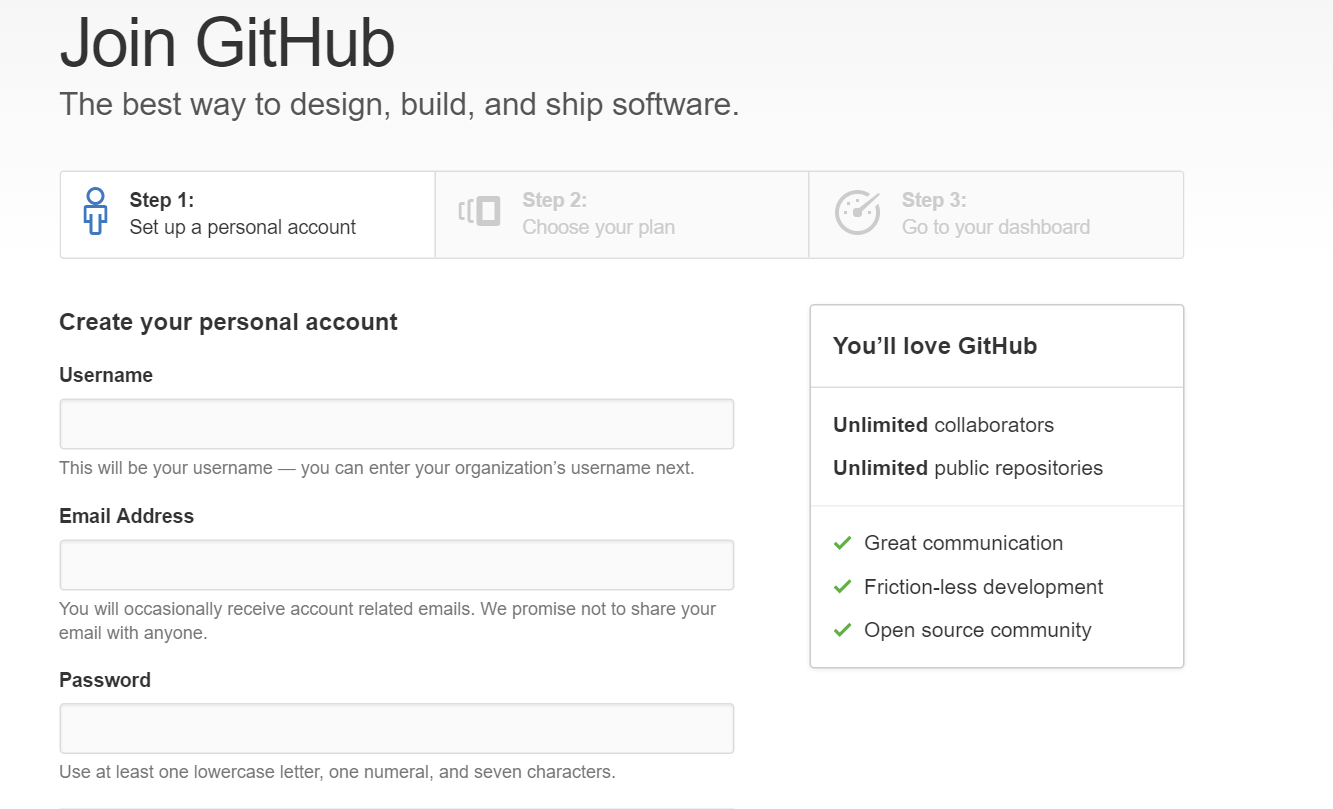 Join GitHub
The best way to design, build, and ship software.
Step 1:
Set up a personal account
Step 2:
Choose your plan
Step 3:
Go to your dashboard
Create your personal account
Username
This will be your username — you can enter your organization’s username next.
Email Address
You will occasionally receive account related emails. We promise not to share your
email with anyone.
Password
Use at least one lowercase letter, one numeral, and seven characters.
You’ll love GitHub
Unlimited collaborators
Unlimited public repositories
Great communication
Friction-less development
Open source community